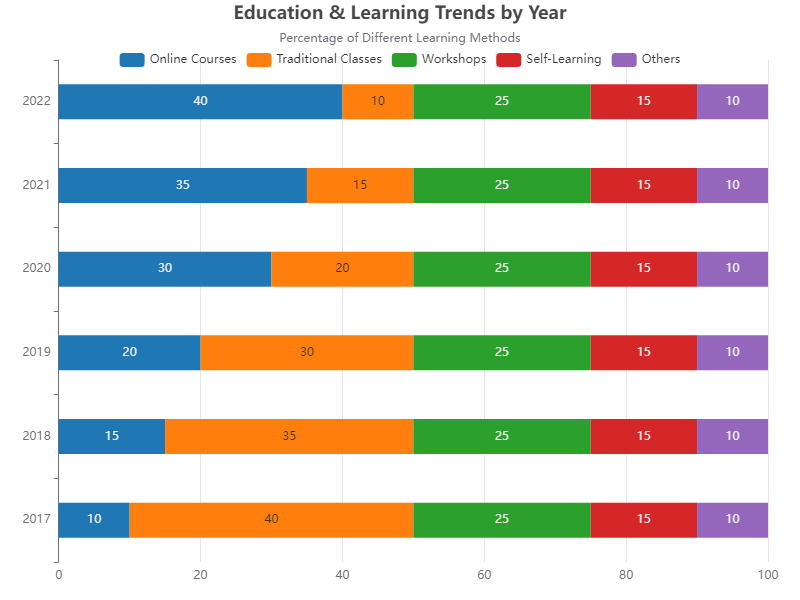 Education & Learning Trends by Year
Percentage of Different Learning Methods
Online Courses Traditional Classes Workshops Self-Learning Others
2022 40 10 25 15 10
2021 35 15 25 15 10
2020 30 20 25 15 10
2019 20 30 25 15 10
2018 15 35 25 15 10
2017 10 40 25 15 10
0 20 40 60 80 100